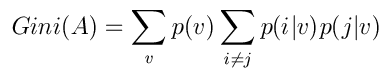 Gini(A) = ∑_v p(v) ∑_{i≠j} p(i|v)p(j|v)